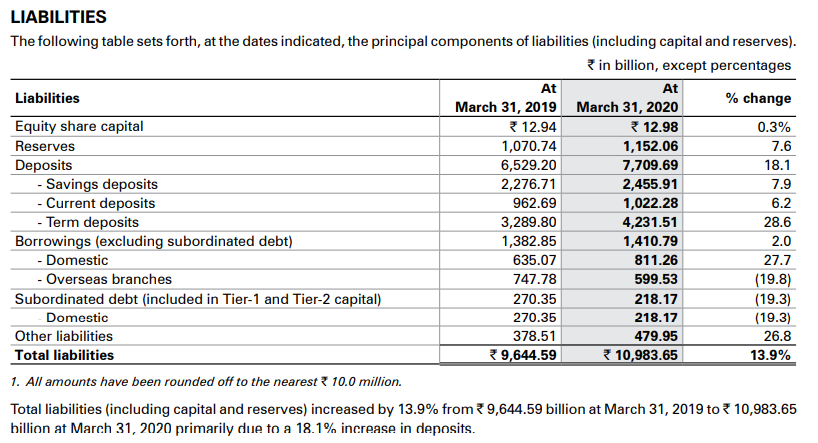 LIABILITIES
The following table sets forth, at the dates indicated, the principal components of liabilities (including capital and reserves).
₹ in billion, except percentages
Liabilities At March 31, 2019 At March 31, 2020 % change
Equity share capital ₹ 12.94 ₹ 12.98 0.3%
Reserves 1,070.74 1,152.06 7.6
Deposits 6,529.20 7,709.69 18.1
- Savings deposits 2,276.71 2,455.91 7.9
- Current deposits 962.69 1,022.28 6.2
- Term deposits 3,289.80 4,231.51 28.6
Borrowings (excluding subordinated debt) 1,382.85 1,410.79 2.0
- Domestic 635.07 811.26 27.7
- Overseas branches 747.78 599.53 (19.8)
Subordinated debt (included in Tier-1 and Tier-2 capital) 270.35 218.17 (19.3)
- Domestic 270.35 218.17 (19.3)
Other liabilities 378.51 479.95 26.8
Total liabilities ₹ 9,644.59 ₹ 10,983.65 13.9%
1. All amounts have been rounded off to the nearest ₹ 10.0 million.
Total liabilities (including capital and reserves) increased by 13.9% from ₹ 9,644.59 billion at March 31, 2019 to ₹ 10,983.65
billion at March 31, 2020 primarily due to a 18.1% increase in deposits.